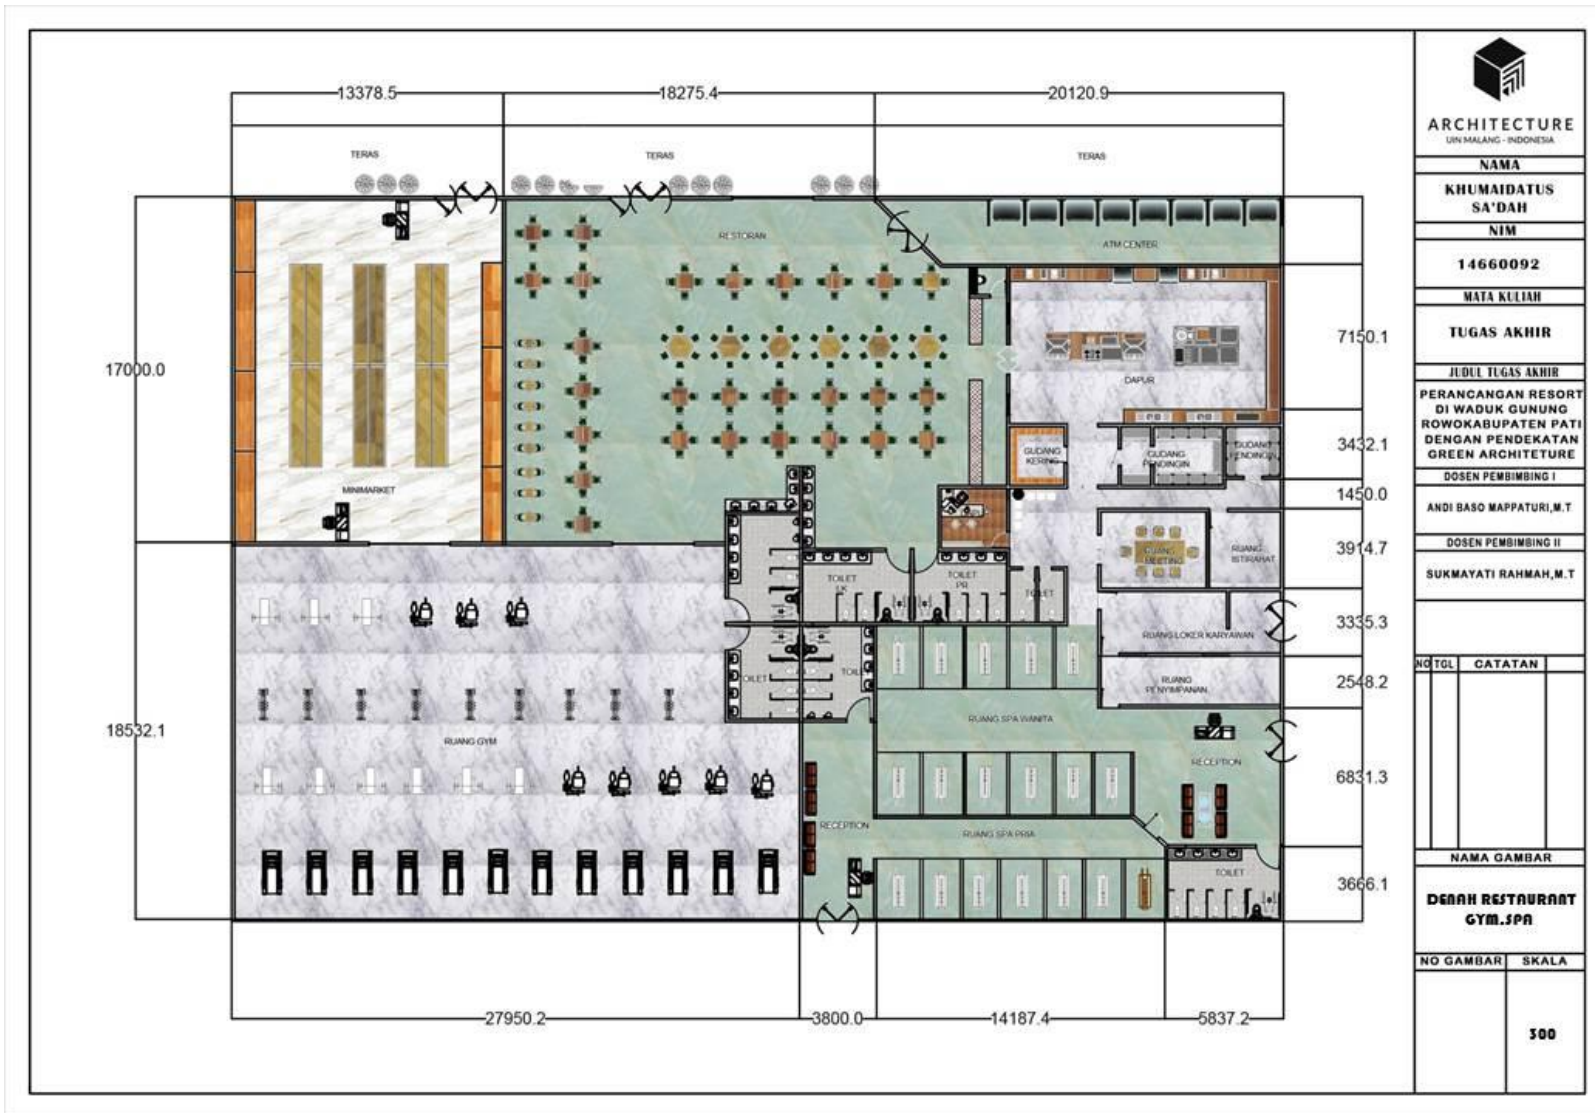 13378.5
18275.4
20120.9
TERAS
TERAS
TERAS
RESTORAN
ATM CENTER
17000.0
7150.1
DAPUR
GUDANG
KERING
GUDANG
PENDINGIN
GUDANG
PENDINGIN
3432.1
MINIMARKET
1450.0
RUANG
MEETING
RUANG
ISTIRAHAT
3914.7
TOILET
LK
TOILET
PR
TOILET
3335.3
RUANG LOKER KARYAWAN
TOILET
TOILET
RUANG
PENYIMPANAN
2548.2
18532.1
RUANG GYM
RUANG SPA WANITA
RECEPTION
6831.3
RECEPTION
RUANG SPA PRIA
TOILET
3666.1
27950.2
3800.0
14187.4
5837.2
ARCHITECTURE
UIN MALANG - INDONESIA
NAMA
KHUMAIDATUS
SA'DAH
NIM
14660092
MATA KULIAH
TUGAS AKHIR
JUDUL TUGAS AKHIR
PERANCANGAN RESORT
DI WADUK GUNUNG
ROWOKABUPATEN PATI
DENGAN PENDEKATAN
GREEN ARCHITETURE
DOSEN PEMBIMBING I
ANDI BASO MAPPATURI,M.T
DOSEN PEMBIMBING II
SUKMAYATI RAHMAH,M.T
NO TGL CATATAN
NAMA GAMBAR
DENAH RESTAURANT
GYM.SPA
NO GAMBAR SKALA
300